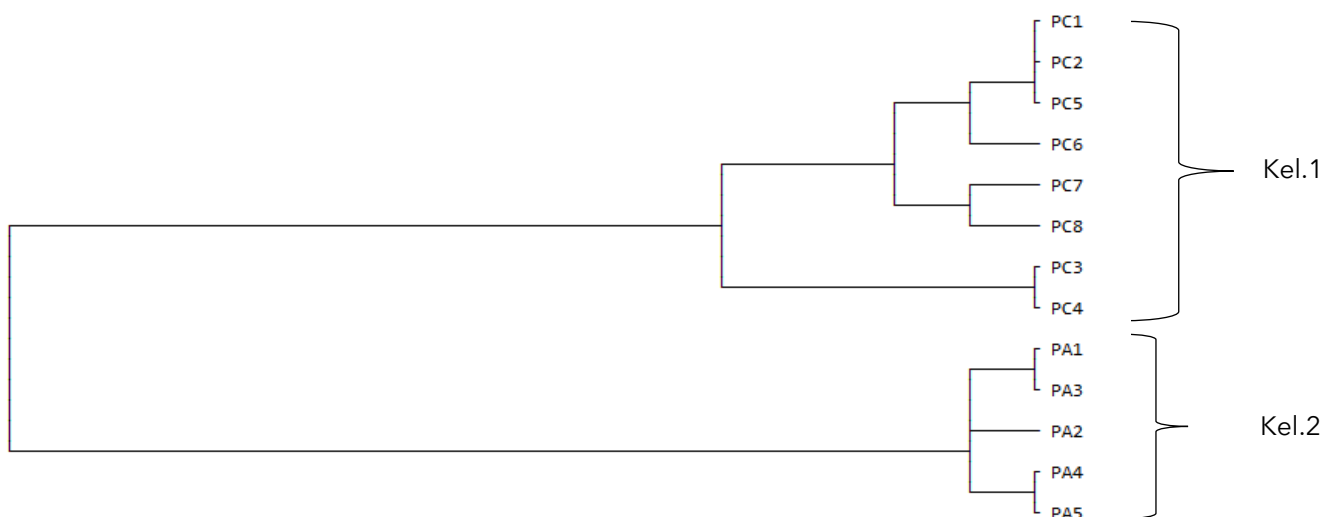 PC1
PC2
PC5
PC6
PC7
PC8
PC3
PC4
PA1
PA3
PA2
PA4
PA5
Kel.1
Kel.2